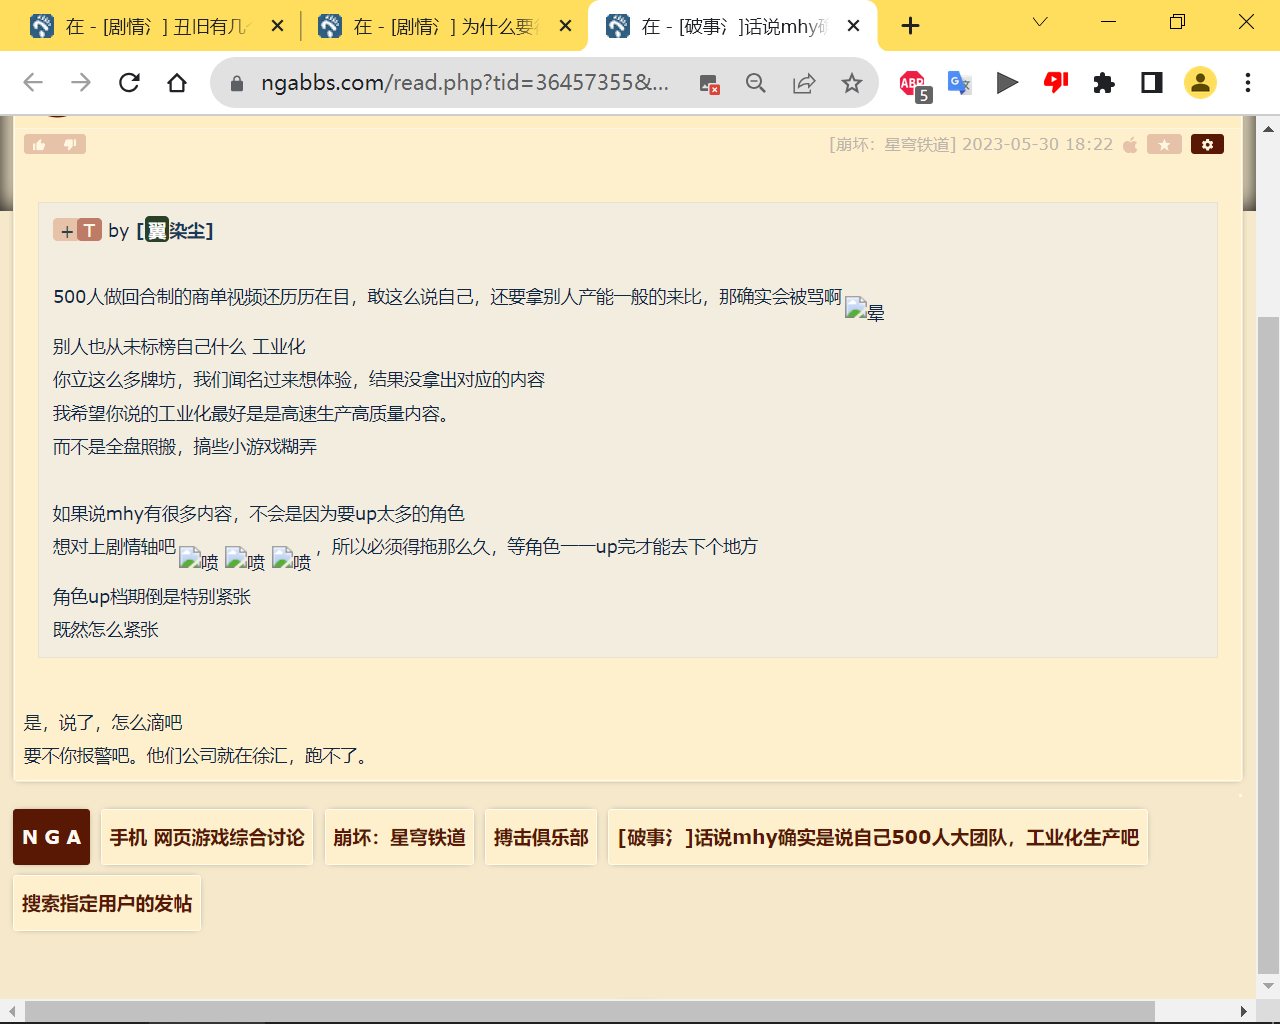 在 - [剧情氵] 丑旧有几
在 - [剧情氵] 为什么要
在 - [破事氵]话说mhy确
ngabbs.com/read.php?tid=36457355&...
ABP
5
[崩坏：星穹铁道] 2023-05-30 18:22
+ T by [翼染尘]
500人做回合制的商单视频还历历在目，敢这么说自己，还要拿别人产能一般的来比，那确实会被骂啊 晕
别人也从未标榜自己什么 工业化
你立这么多牌坊，我们闻名过来想体验，结果没拿出对应的内容
我希望你说的工业化最好是是高速生产高质量内容。
而不是全盘照搬，搞些小游戏糊弄
如果说mhy有很多内容，不会是因为要up太多的角色
想对上剧情轴吧 喷 喷 喷 ，所以必须得拖那么久，等角色一一up完才能去下个地方
角色up档期倒是特别紧张
既然怎么紧张
是，说了，怎么滴吧
要不你报警吧。他们公司就在徐汇，跑不了。
N G A 手机 网页游戏综合讨论 崩坏：星穹铁道 搏击俱乐部 [破事氵]话说mhy确实是说自己500人大团队，工业化生产吧
搜索指定用户的发帖